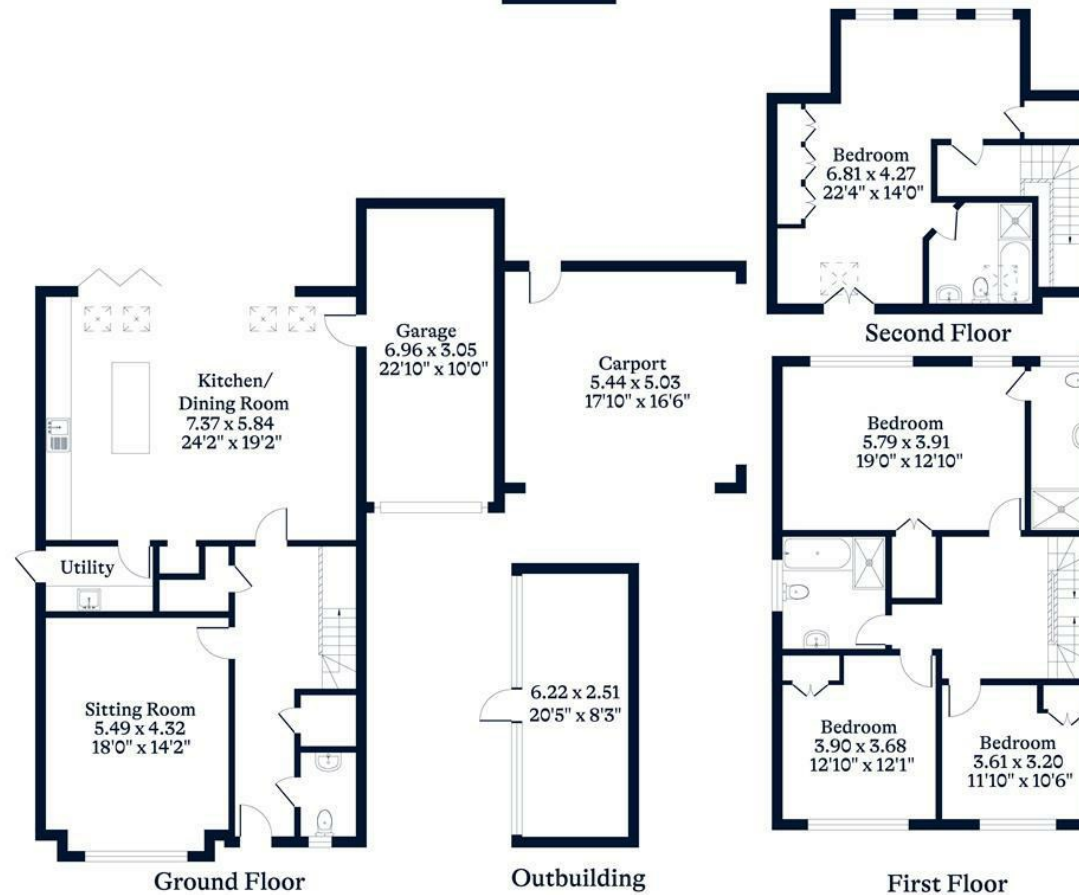 Bedroom
6.81 x 4.27
22'4" x 14'0"
Second Floor
Garage
6.96 x 3.05
22'10" x 10'0"
Carport
5.44 x 5.03
17'10" x 16'6"
Kitchen/
Dining Room
7.37 x 5.84
24'2" x 19'2"
Bedroom
5.79 x 3.91
19'0" x 12'10"
Utility
Sitting Room
5.49 x 4.32
18'0" x 14'2"
6.22 x 2.51
20'5" x 8'3"
Bedroom
3.90 x 3.68
12'10" x 12'1"
Bedroom
3.61 x 3.20
11'10" x 10'6"
Ground Floor
Outbuilding
First Floor